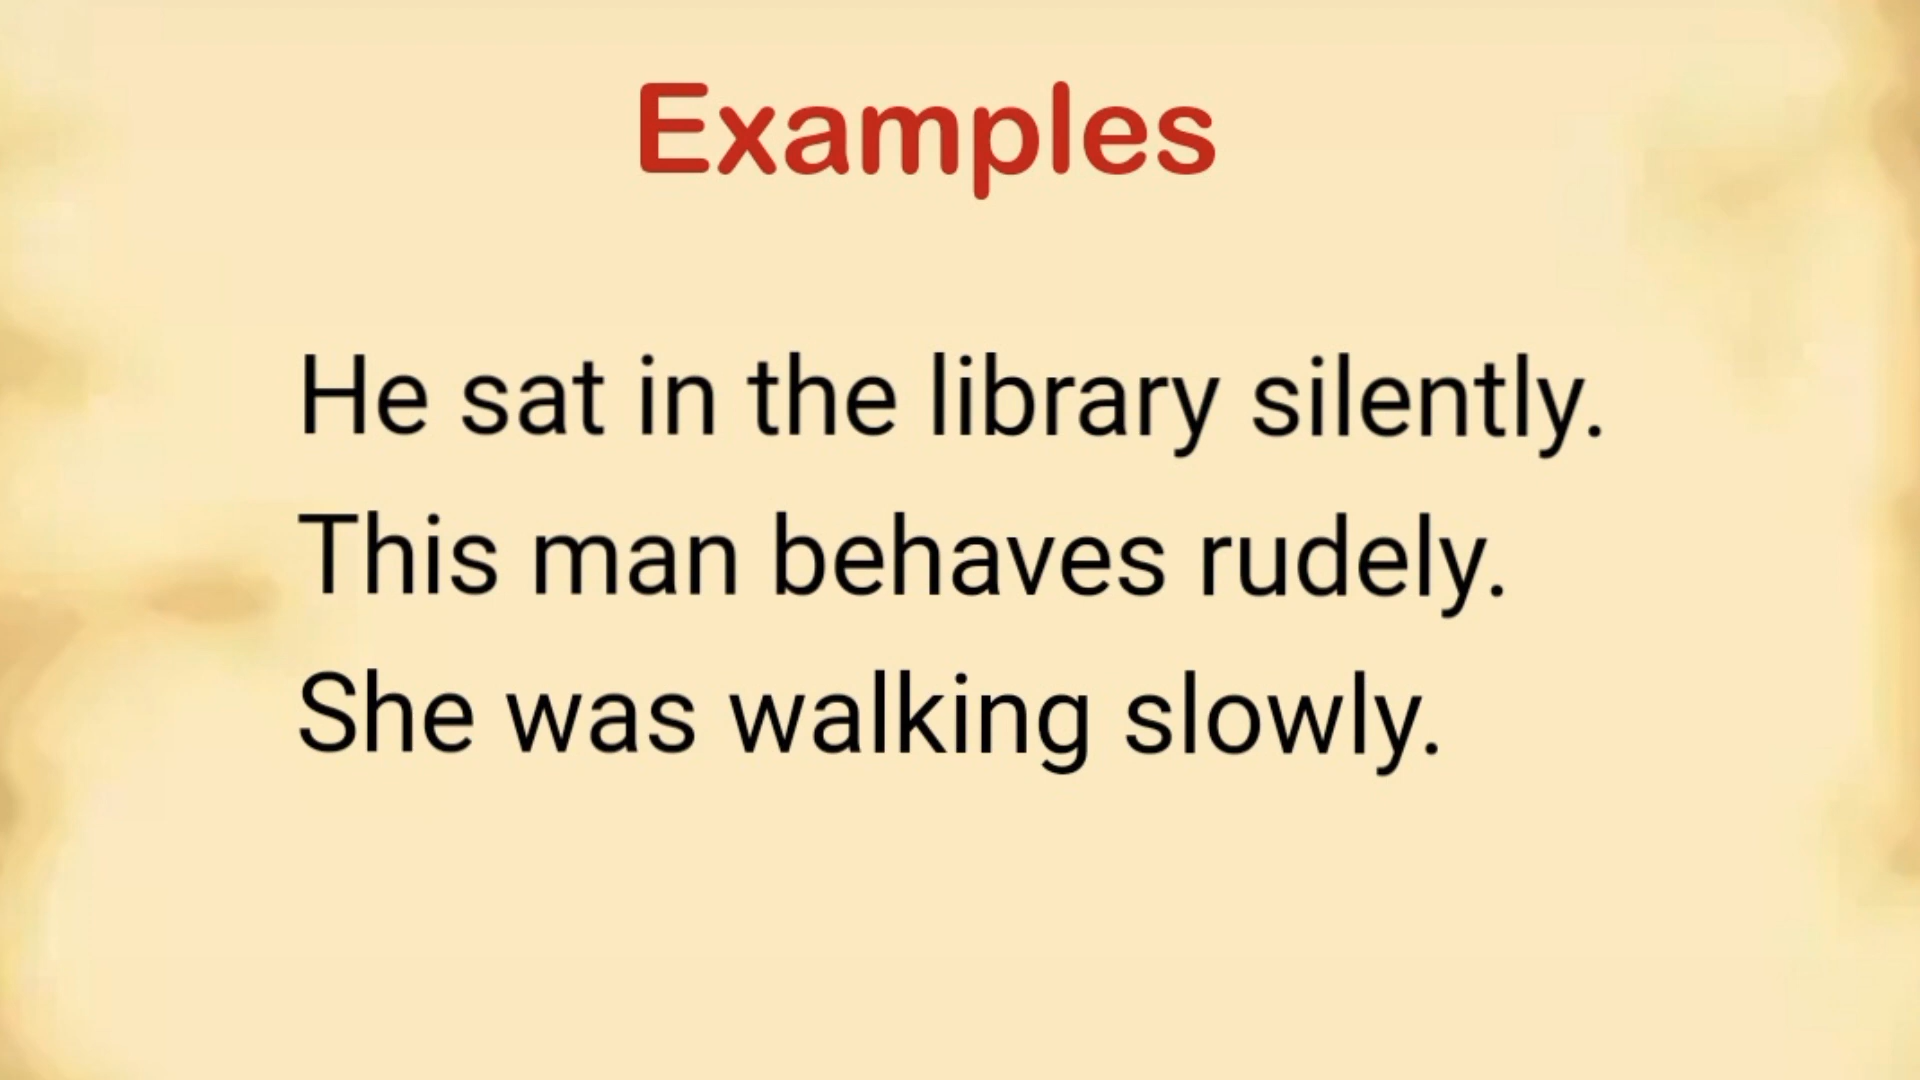 Examples
He sat in the library silently.
This man behaves rudely.
She was walking slowly.